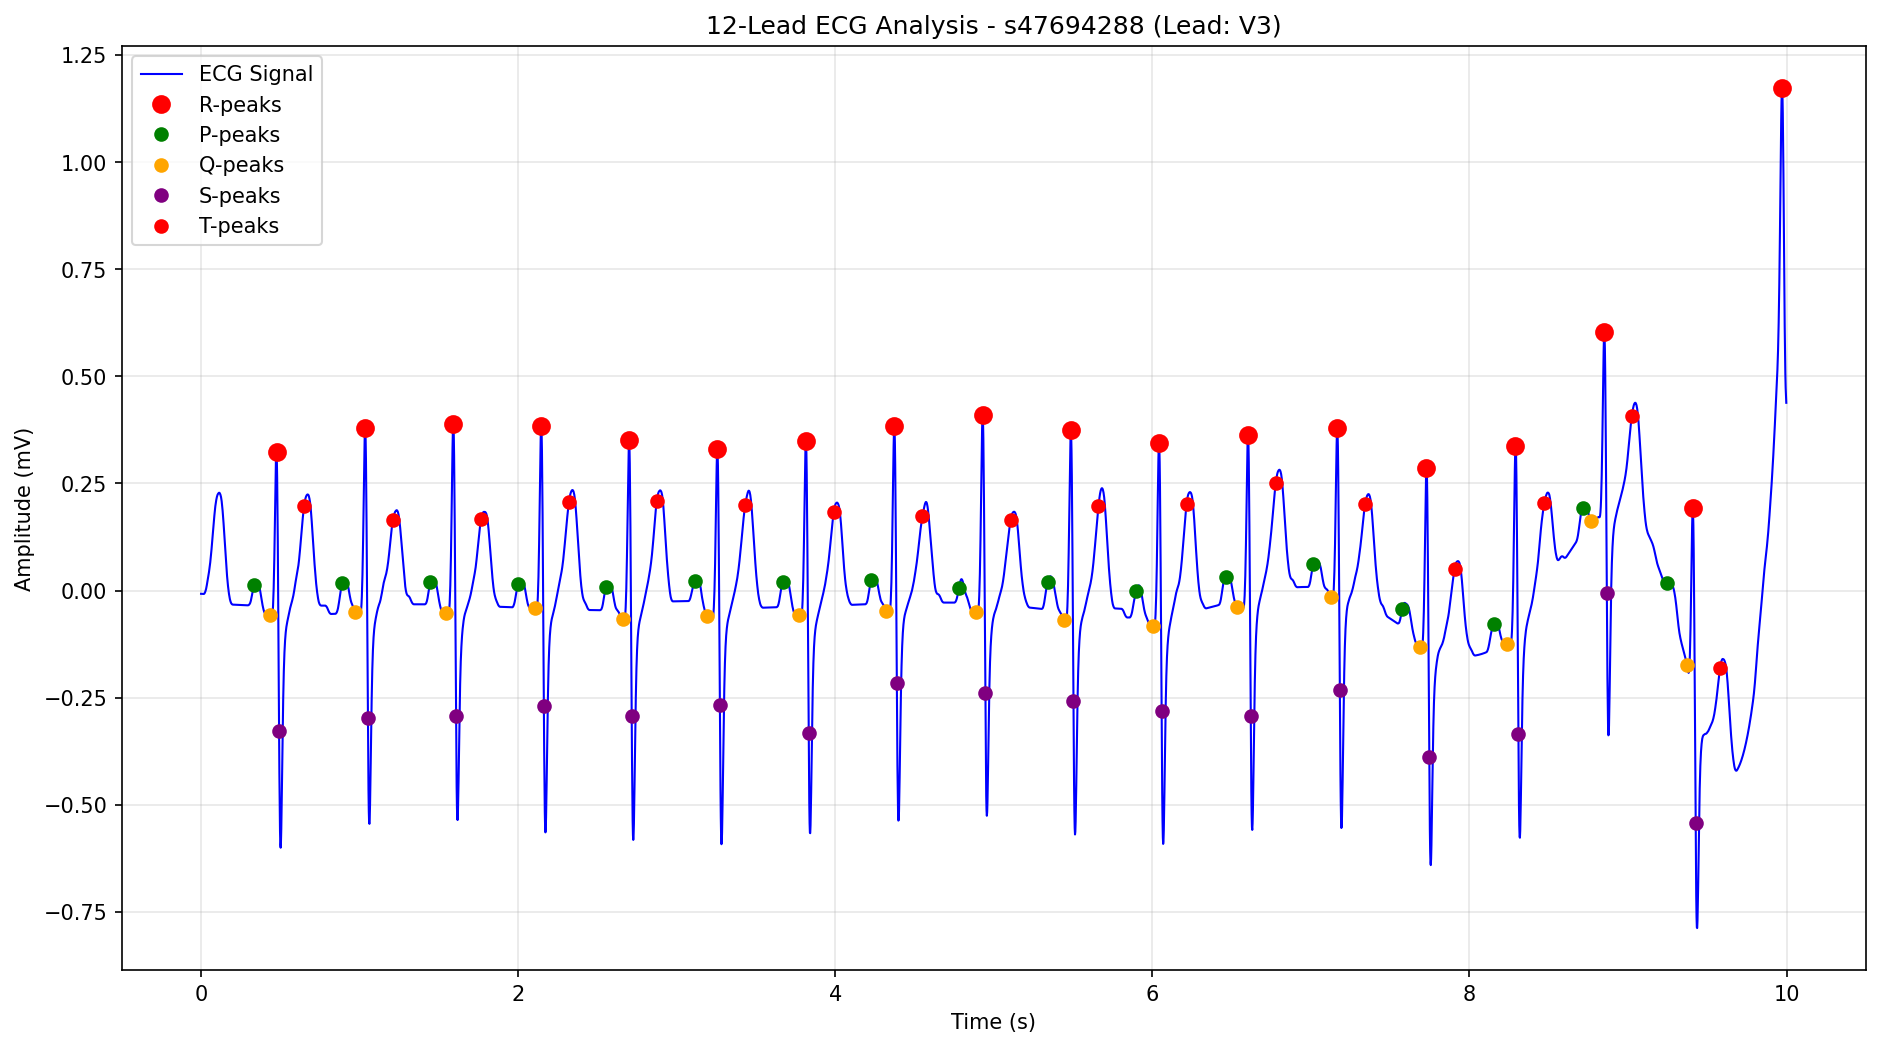 12-Lead ECG Analysis - s47694288 (Lead: V3)
ECG Signal
R-peaks
P-peaks
Q-peaks
S-peaks
T-peaks
Amplitude (mV)
1.25
1.00
0.75
0.50
0.25
0.00
−0.25
−0.50
−0.75
0 2 4 6 8 10
Time (s)